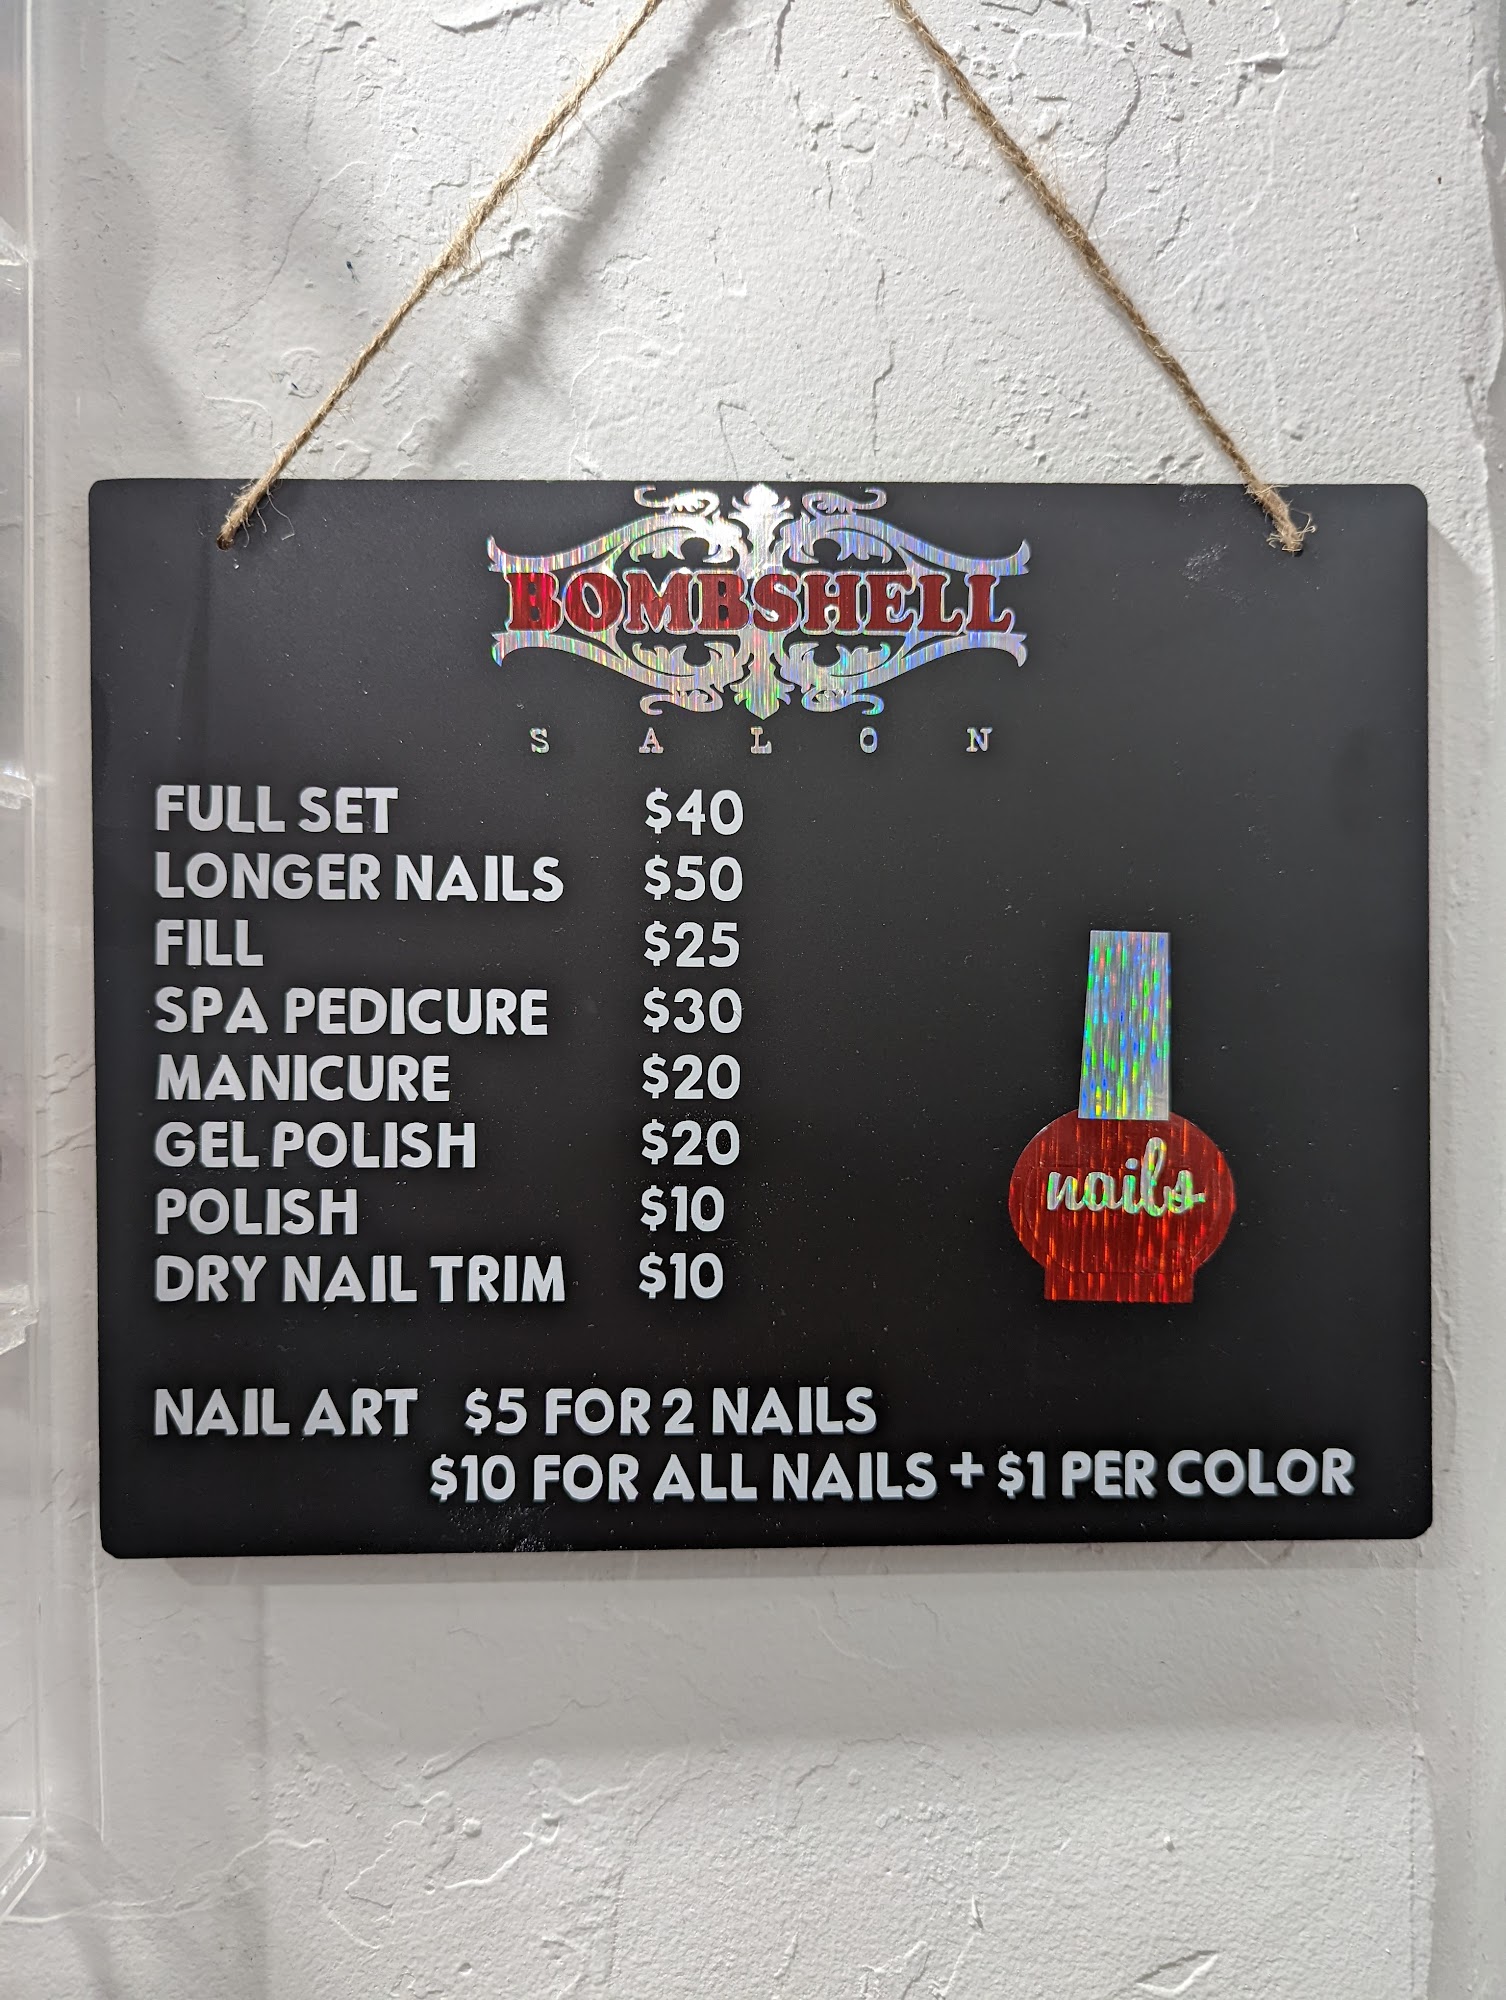 BOMBSHELL
SALON
FULL SET $40
LONGER NAILS $50
FILL $25
SPA PEDICURE $30
MANICURE $20
GEL POLISH $20
POLISH $10
DRY NAIL TRIM $10
nails
NAIL ART $5 FOR 2 NAILS
$10 FOR ALL NAILS + $1 PER COLOR